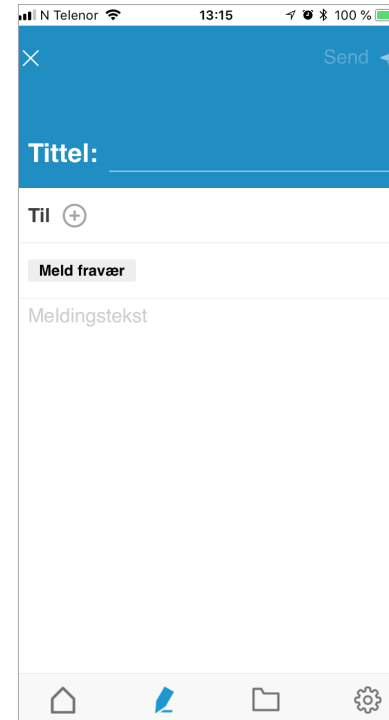 N Telenor 13:15 100 %
Send
Tittel:
Til
Meld fravær
Meldingstekst